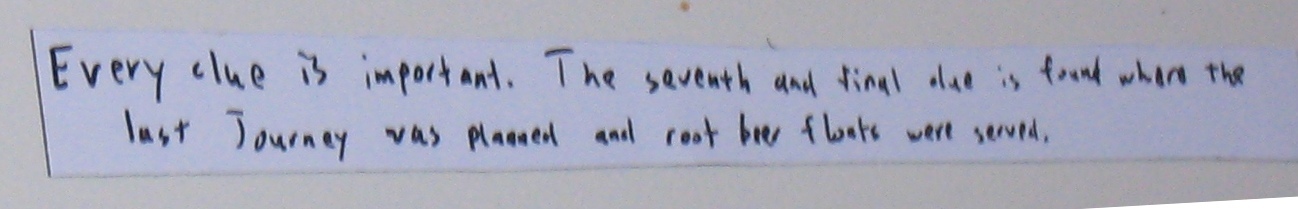 Every clue is important. The seventh and final clue is found where the
last Journey was planned and root beer floats were served.